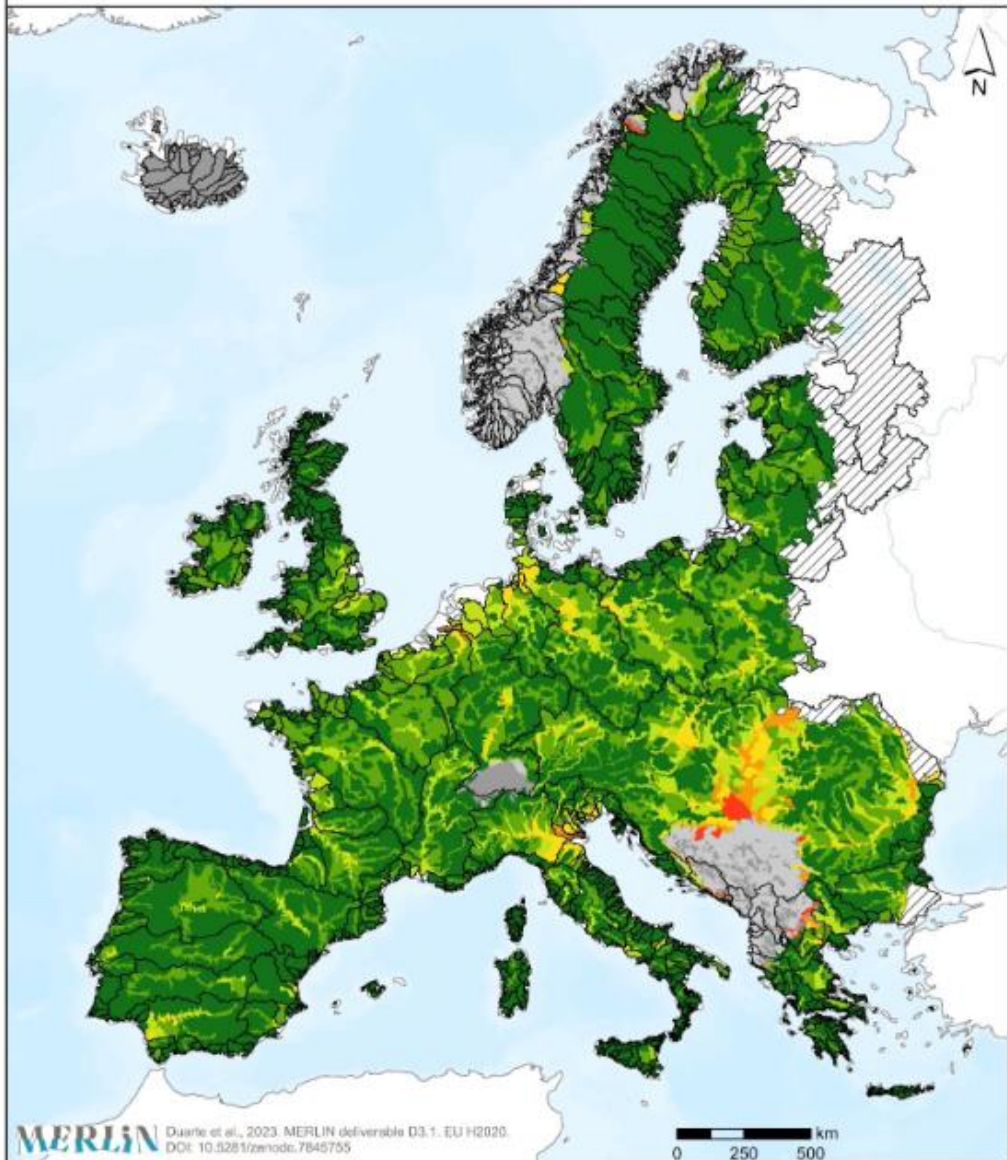 N
MERLIN
Duarte et al., 2023. MERLIN deliverable D3.1. EU H2020.
DOI: 10.5281/zenodo.7845755
km
0 250 500